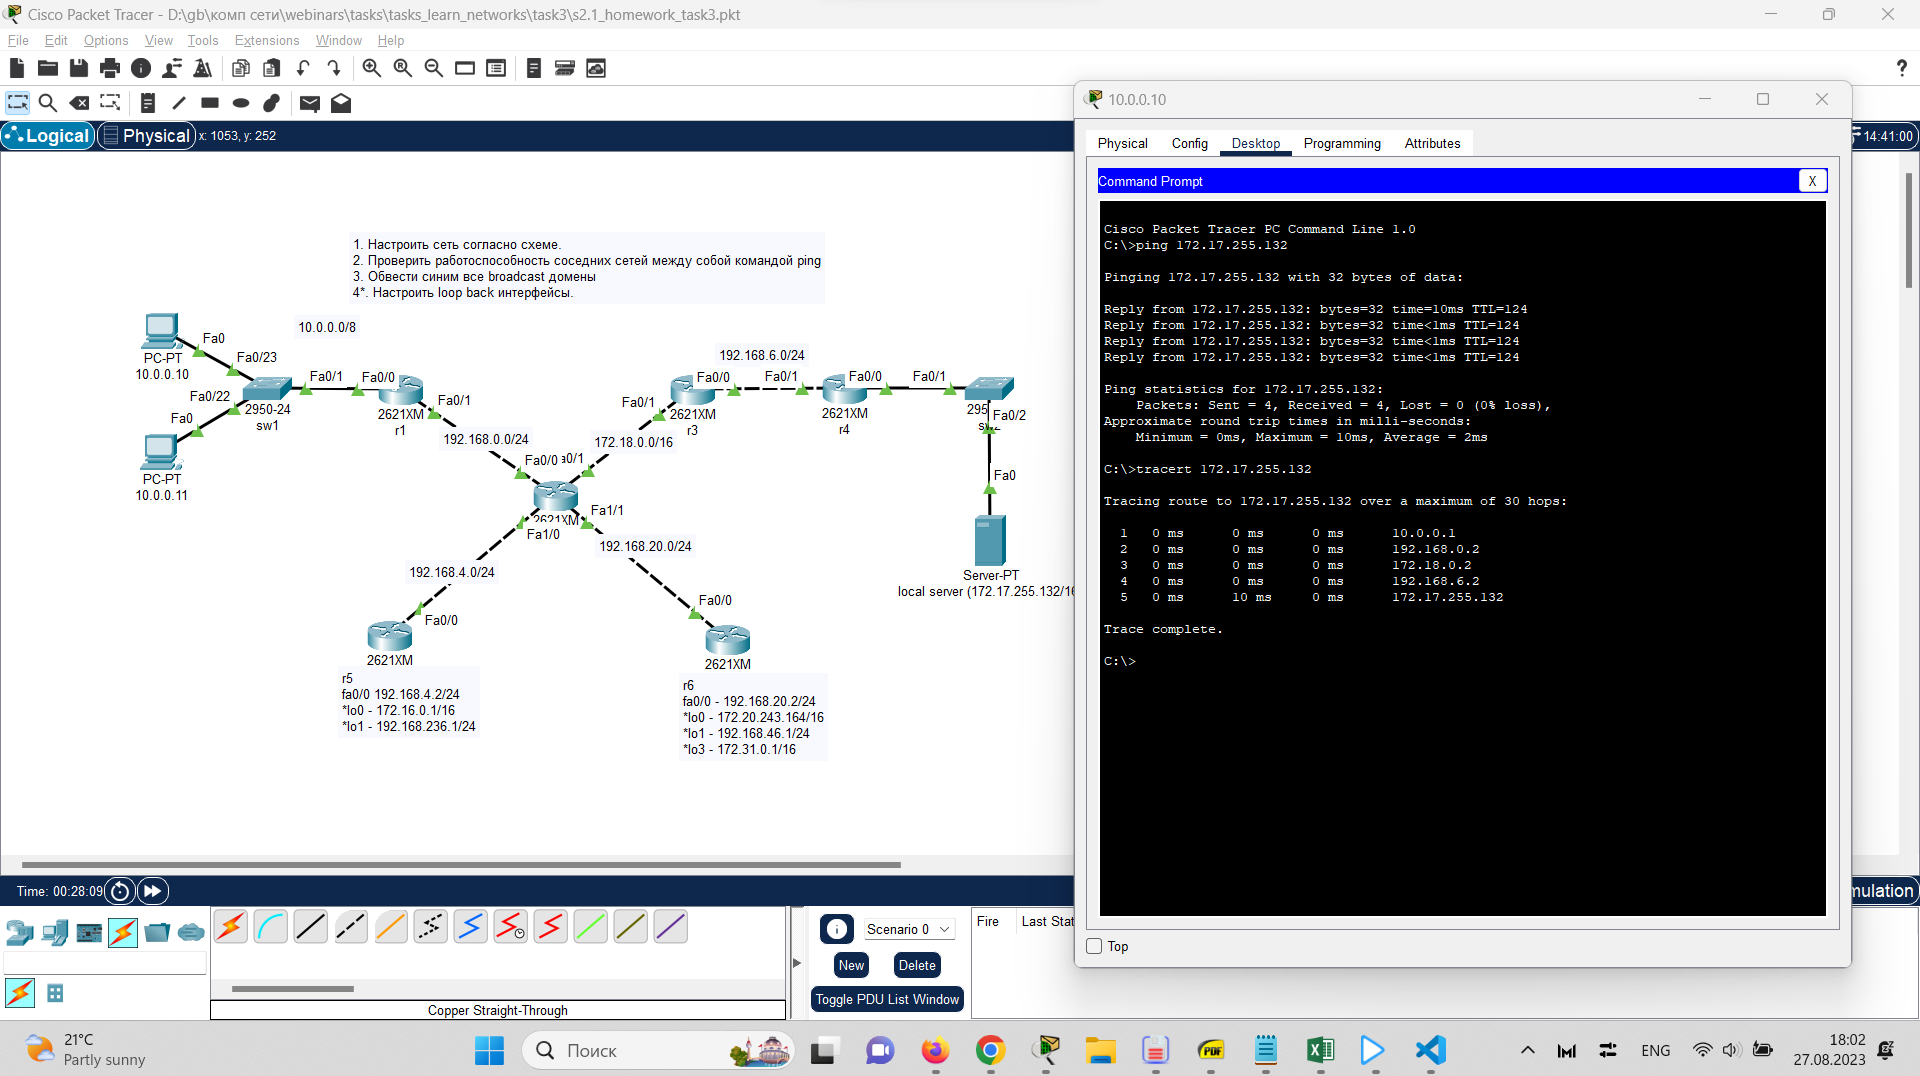 Cisco Packet Tracer - D:\gb\комп сети\webinars\tasks\tasks_learn_networks\task3\s2.1_homework_task3.pkt
File Edit Options View Tools Extensions Window Help
Logical Physical x: 1053, y: 252
14:41:00
1. Настроить сеть согласно схеме.
2. Проверить работоспособность соседних сетей между собой командой ping
3. Обвести синим все broadcast домены
4*. Настроить loop back интерфейсы.
10.0.0.0/8
Fa0
PC-PT
10.0.0.10
Fa0/23
Fa0/22
Fa0
PC-PT
10.0.0.11
2950-24
sw1
Fa0/1
Fa0/0
2621XM
r1
Fa0/1
192.168.0.0/24
Fa0/0
a0/1
172.18.0.0/16
Fa0/1
Fa0/0
2621XM
r3
192.168.6.0/24
Fa0/1
Fa0/0
2621XM
r4
Fa0/1
295
Fa0/2
Fa0
Server-PT
local server (172.17.255.132/16
2621XM
Fa1/1
Fa1/0
192.168.20.0/24
192.168.4.0/24
Fa0/0
2621XM
r5
fa0/0 192.168.4.2/24
*lo0 - 172.16.0.1/16
*lo1 - 192.168.236.1/24
Fa0/0
2621XM
r6
fa0/0 - 192.168.20.2/24
*lo0 - 172.20.243.164/16
*lo1 - 192.168.46.1/24
*lo3 - 172.31.0.1/16
10.0.0.10
Physical Config Desktop Programming Attributes
Command Prompt
X
Cisco Packet Tracer PC Command Line 1.0
C:\>ping 172.17.255.132
Pinging 172.17.255.132 with 32 bytes of data:
Reply from 172.17.255.132: bytes=32 time=10ms TTL=124
Reply from 172.17.255.132: bytes=32 time<1ms TTL=124
Reply from 172.17.255.132: bytes=32 time<1ms TTL=124
Reply from 172.17.255.132: bytes=32 time<1ms TTL=124
Ping statistics for 172.17.255.132:
Packets: Sent = 4, Received = 4, Lost = 0 (0% loss),
Approximate round trip times in milli-seconds:
Minimum = 0ms, Maximum = 10ms, Average = 2ms
C:\>tracert 172.17.255.132
Tracing route to 172.17.255.132 over a maximum of 30 hops:
1 0 ms 0 ms 0 ms 10.0.0.1
2 0 ms 0 ms 0 ms 192.168.0.2
3 0 ms 0 ms 0 ms 172.18.0.2
4 0 ms 0 ms 0 ms 192.168.6.2
5 0 ms 10 ms 0 ms 172.17.255.132
Trace complete.
C:\>
Top
Time: 00:28:09
mulation
Scenario 0
New Delete
Toggle PDU List Window
Fire Last Stat
Copper Straight-Through
21°C
Partly sunny
Поиск
PDF
ENG
18:02
27.08.2023